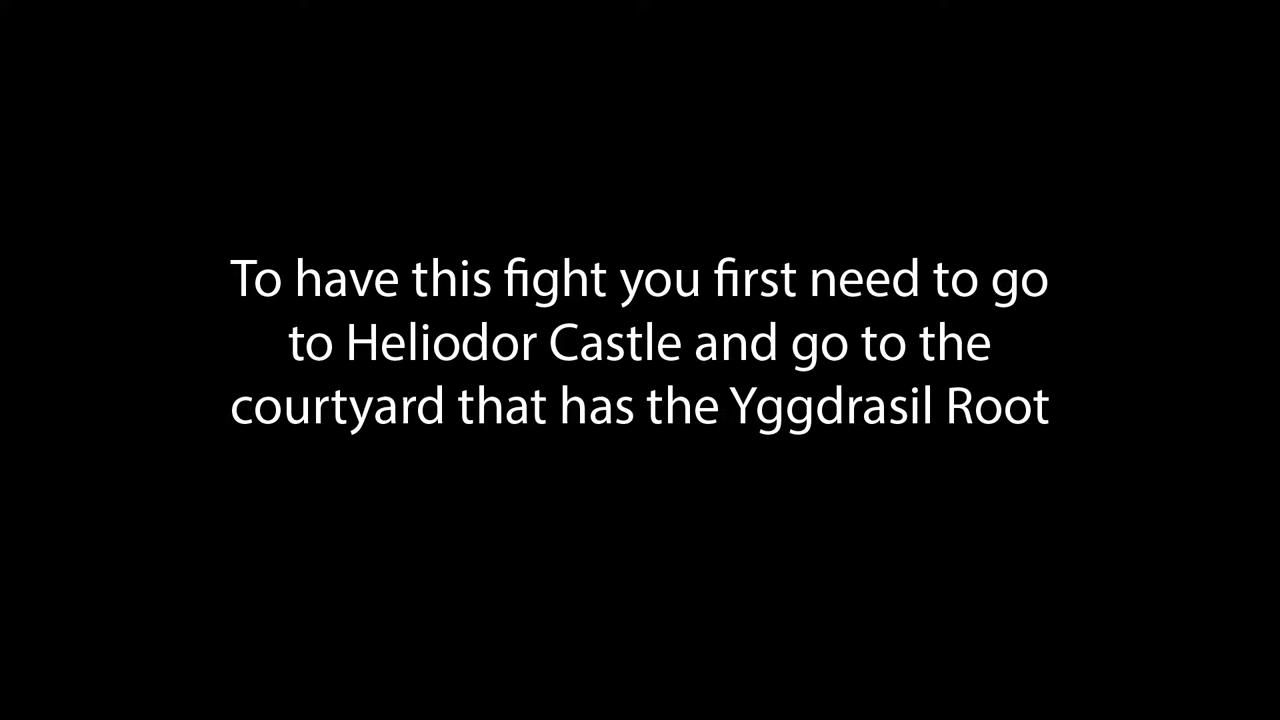 To have this fight you first need to go
to Heliodor Castle and go to the
courtyard that has the Yggdrasil Root